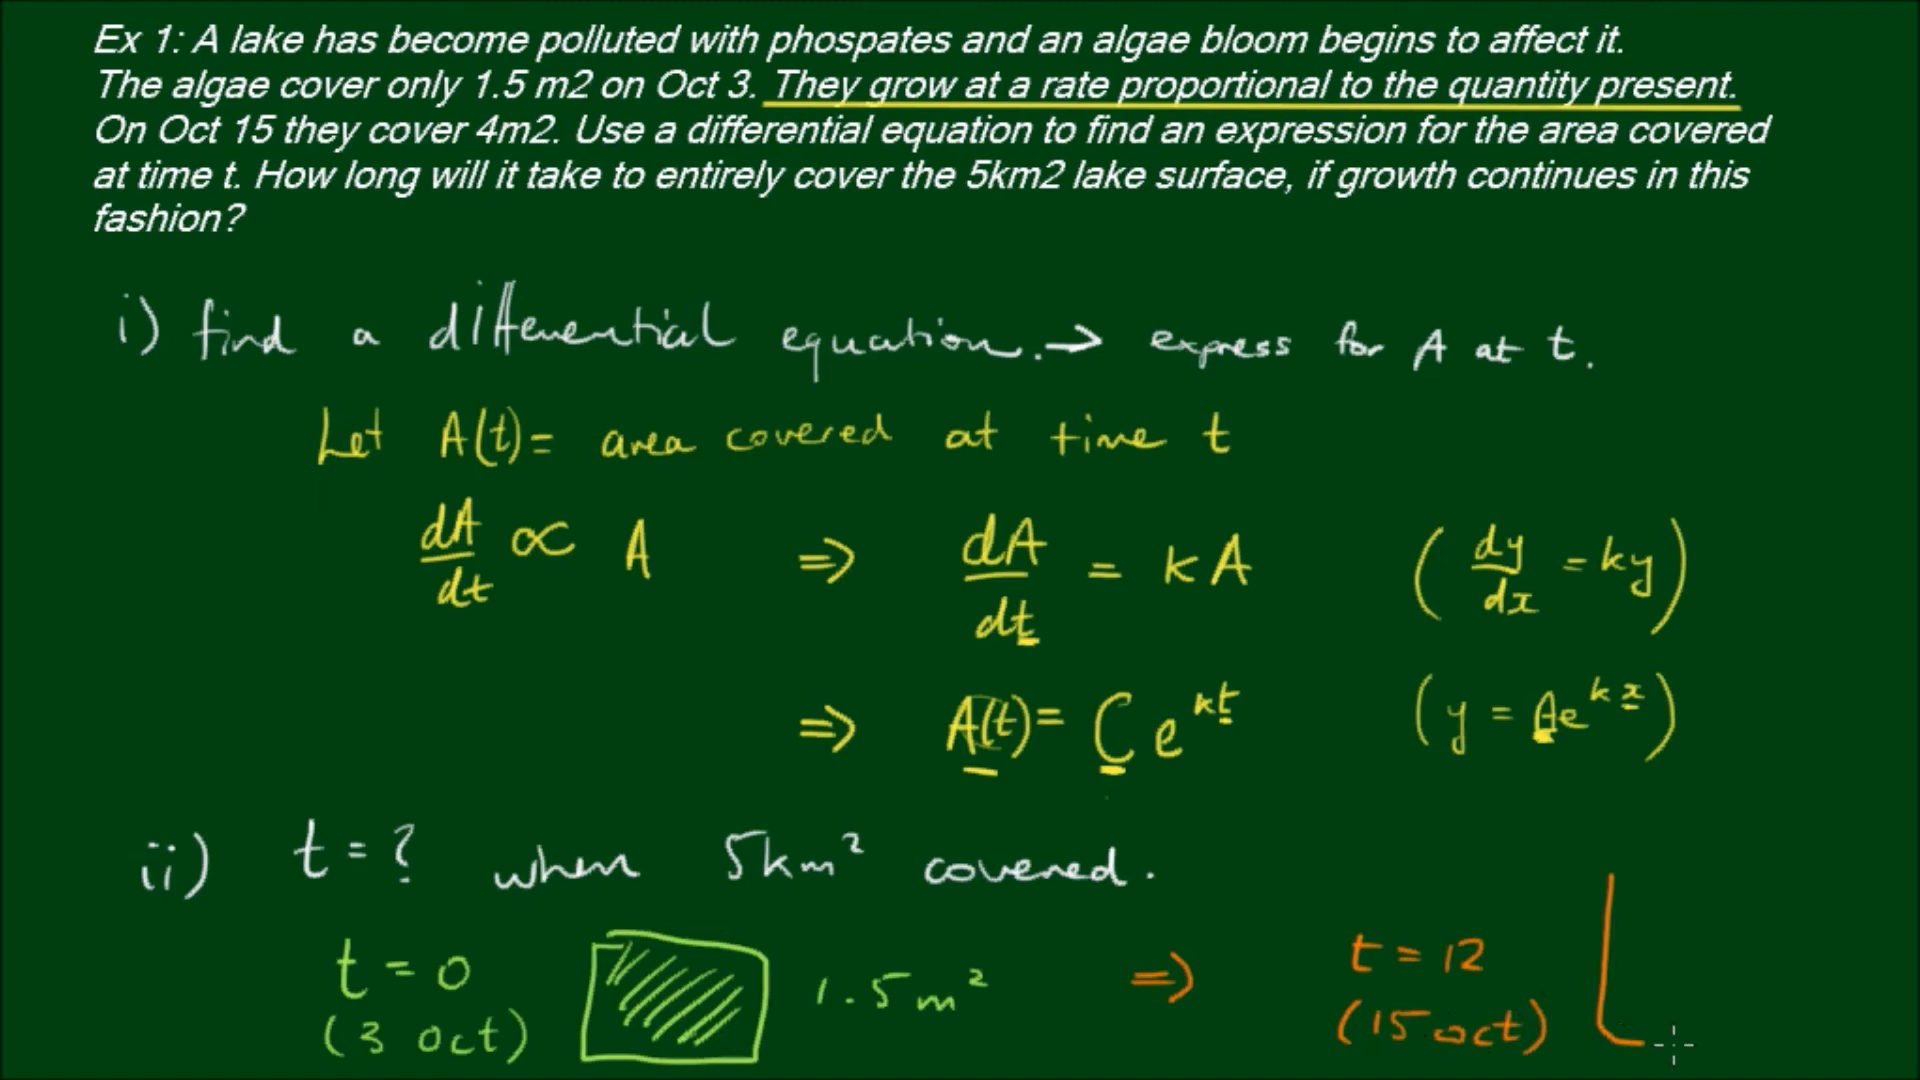 Ex 1: A lake has become polluted with phospates and an algae bloom begins to affect it.
The algae cover only 1.5 m2 on Oct 3. They grow at a rate proportional to the quantity present.
On Oct 15 they cover 4m2. Use a differential equation to find an expression for the area covered
at time t. How long will it take to entirely cover the 5km2 lake surface, if growth continues in this
fashion?
i) find a differential equation. → express for A at t.
Let A(t) = area covered at time t
dA/dt ∝ A ⇒ dA/dt = kA (dy/dx = ky)
⇒ A(t) = C e^kt (y = Ae^kx)
ii) t = ? when 5km² covered.
t = 0 1.5m² ⇒ t = 12
(3 oct) (15 oct)